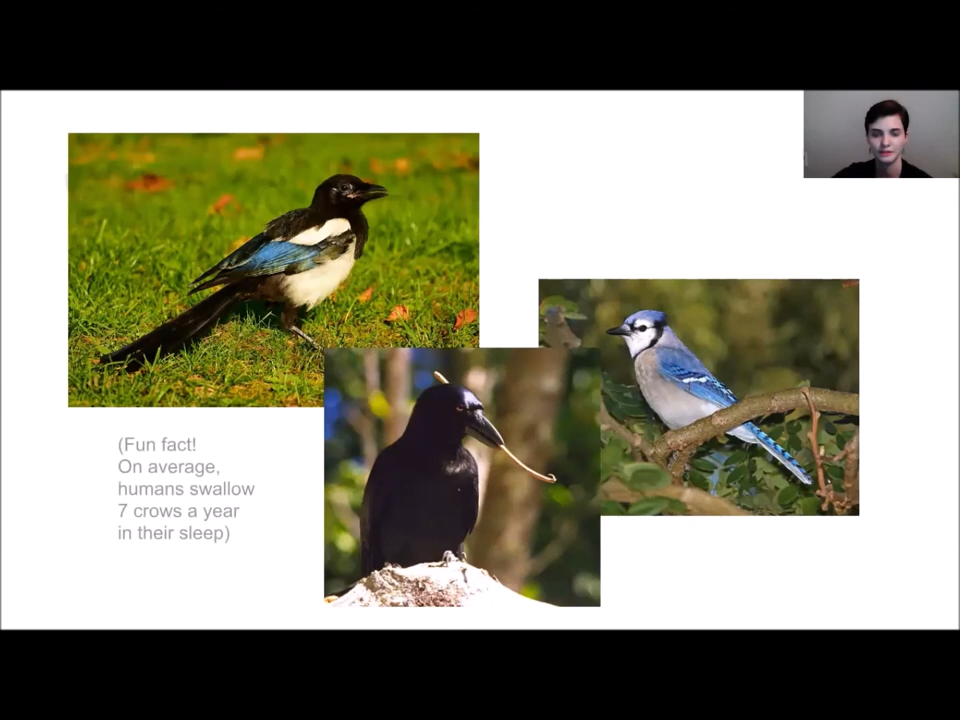 (Fun fact!
On average,
humans swallow
7 crows a year
in their sleep)